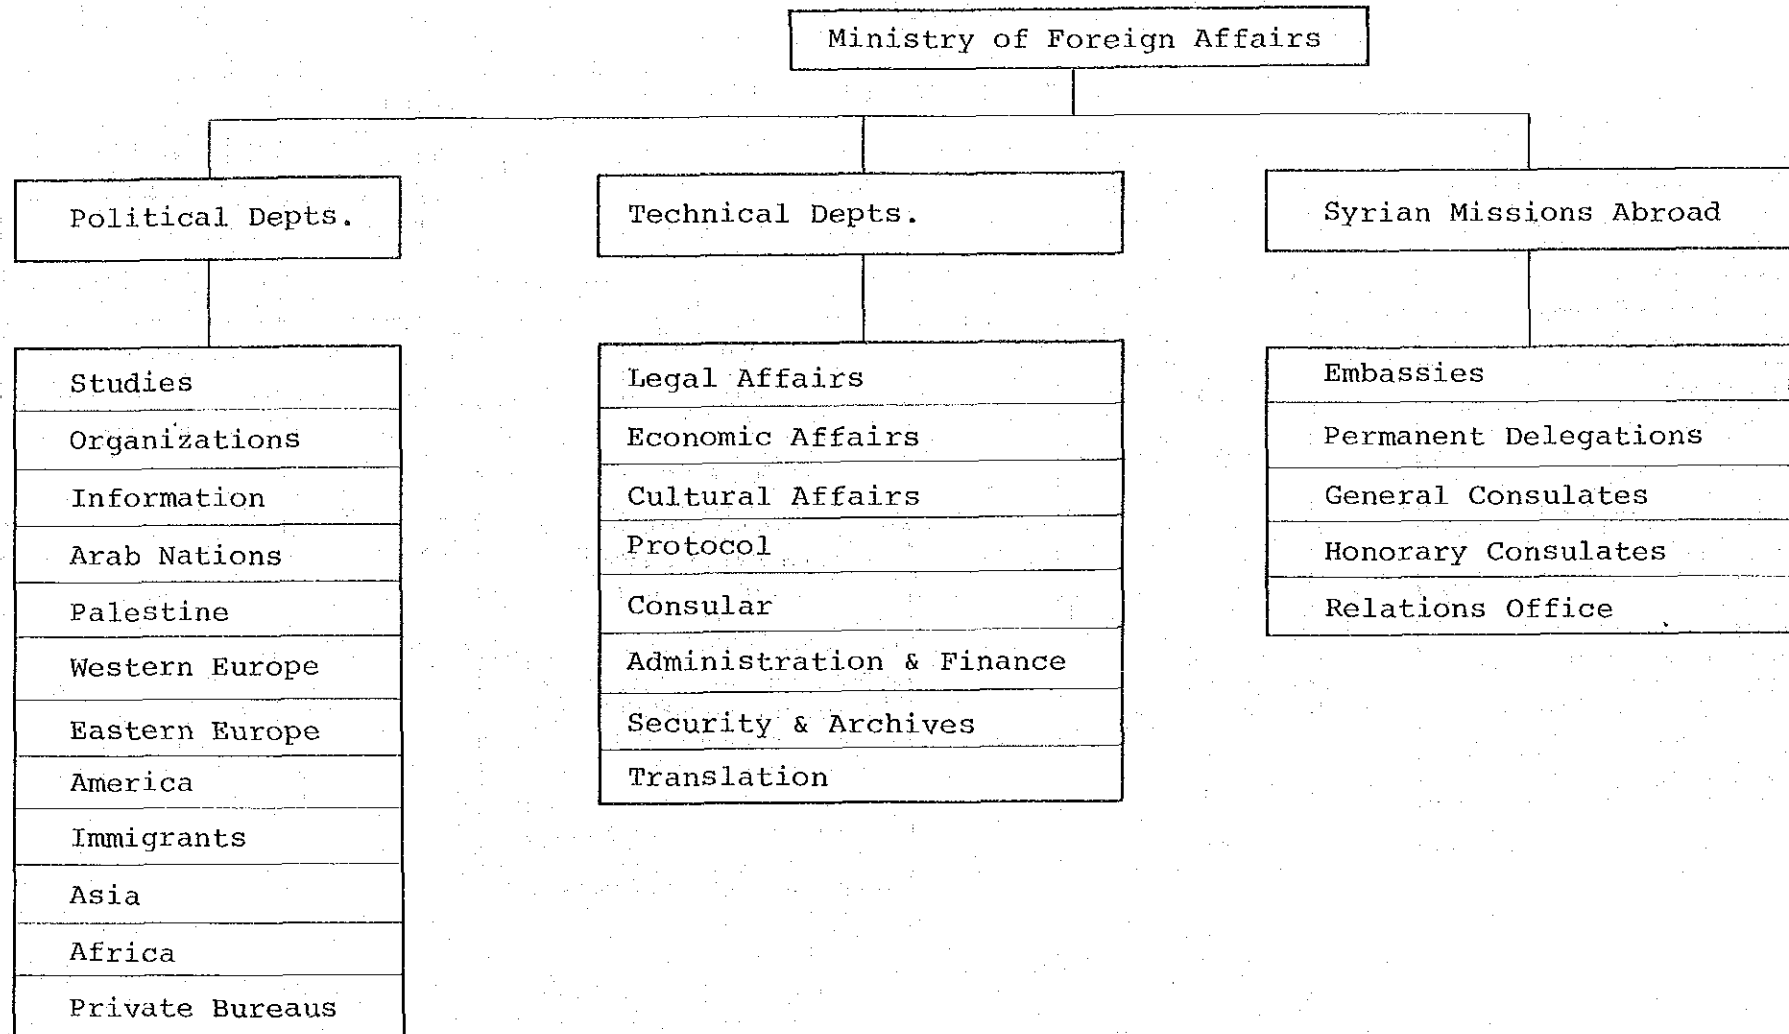 Ministry of Foreign Affairs
Political Depts.
Technical Depts.
Syrian Missions Abroad
Studies
Organizations
Information
Arab Nations
Palestine
Western Europe
Eastern Europe
America
Immigrants
Asia
Africa
Private Bureaus
Legal Affairs
Economic Affairs
Cultural Affairs
Protocol
Consular
Administration & Finance
Security & Archives
Translation
Embassies
Permanent Delegations
General Consulates
Honorary Consulates
Relations Office